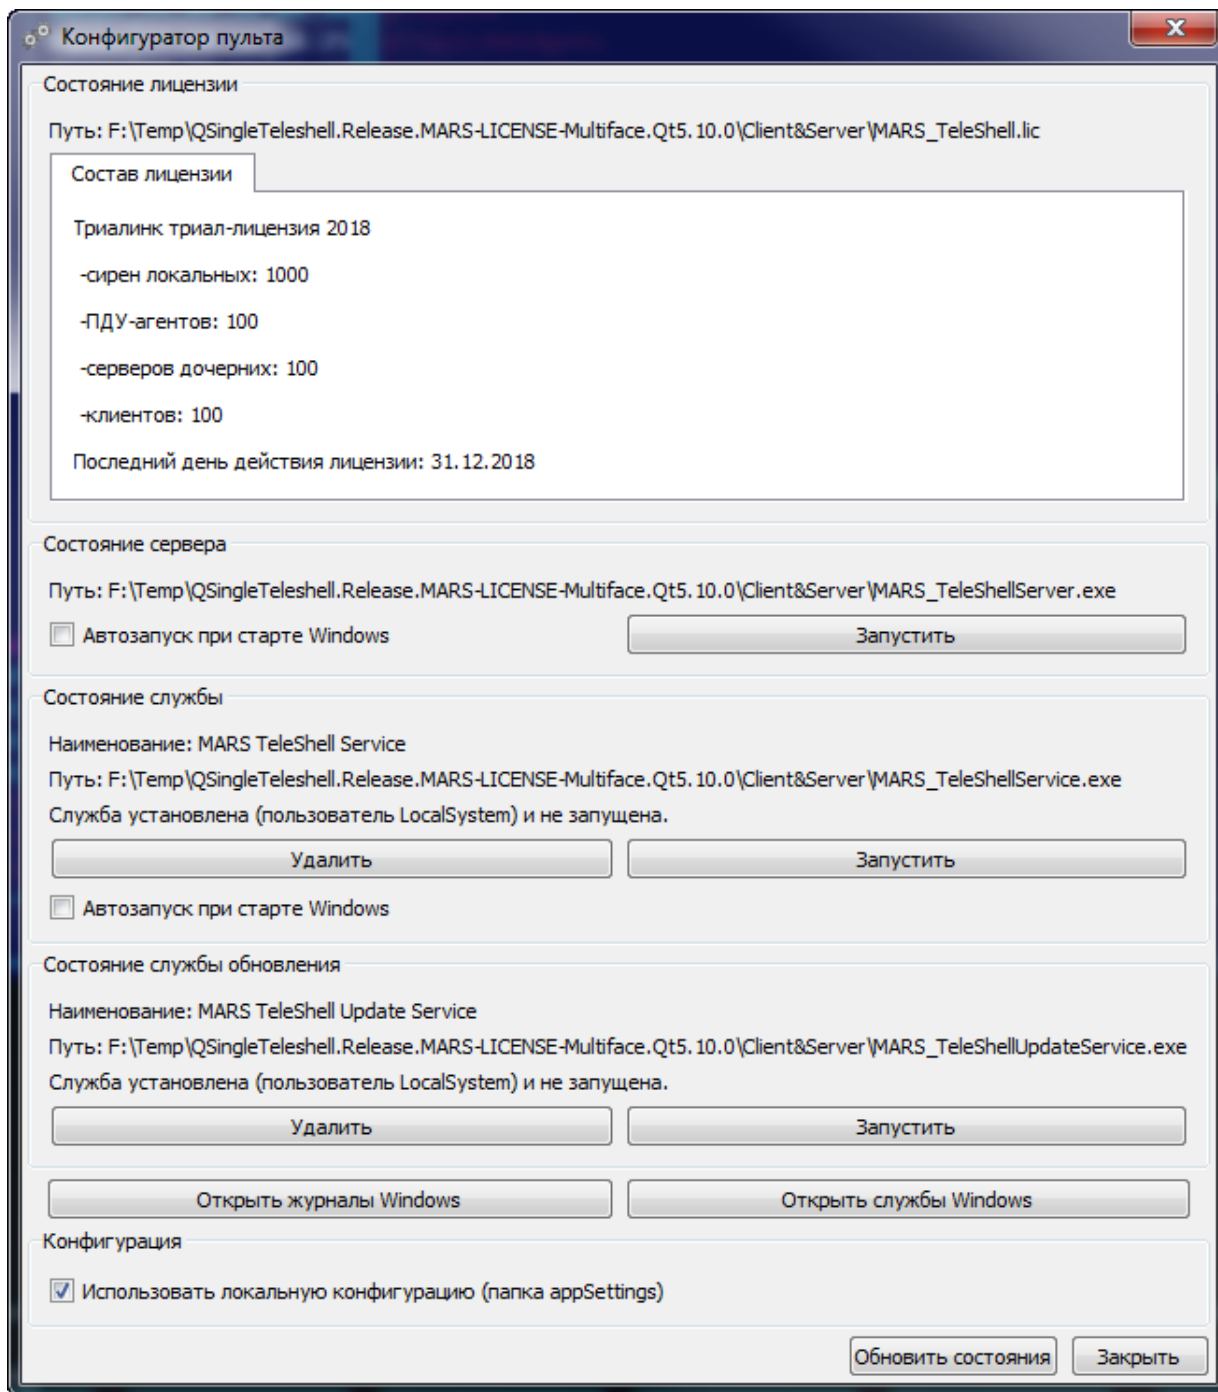 Конфигуратор пульта
Состояние лицензии
Путь: F:\Temp\QSingleTeleshell.Release.MARS-LICENSE-Multiface.Qt5.10.0\Client&Server\MARS_TeleShell.lic
Состав лицензии
Триалинк триал-лицензия 2018
-сирен локальных: 1000
-ПДУ-агентов: 100
-серверов дочерних: 100
-клиентов: 100
Последний день действия лицензии: 31.12.2018
Состояние сервера
Путь: F:\Temp\QSingleTeleshell.Release.MARS-LICENSE-Multiface.Qt5.10.0\Client&Server\MARS_TeleShellServer.exe
Автозапуск при старте Windows Запустить
Состояние службы
Наименование: MARS TeleShell Service
Путь: F:\Temp\QSingleTeleshell.Release.MARS-LICENSE-Multiface.Qt5.10.0\Client&Server\MARS_TeleShellService.exe
Служба установлена (пользователь LocalSystem) и не запущена.
Удалить Запустить
Автозапуск при старте Windows
Состояние службы обновления
Наименование: MARS TeleShell Update Service
Путь: F:\Temp\QSingleTeleshell.Release.MARS-LICENSE-Multiface.Qt5.10.0\Client&Server\MARS_TeleShellUpdateService.exe
Служба установлена (пользователь LocalSystem) и не запущена.
Удалить Запустить
Открыть журналы Windows Открыть службы Windows
Конфигурация
Использовать локальную конфигурацию (папка appSettings)
Обновить состояния Закрыть